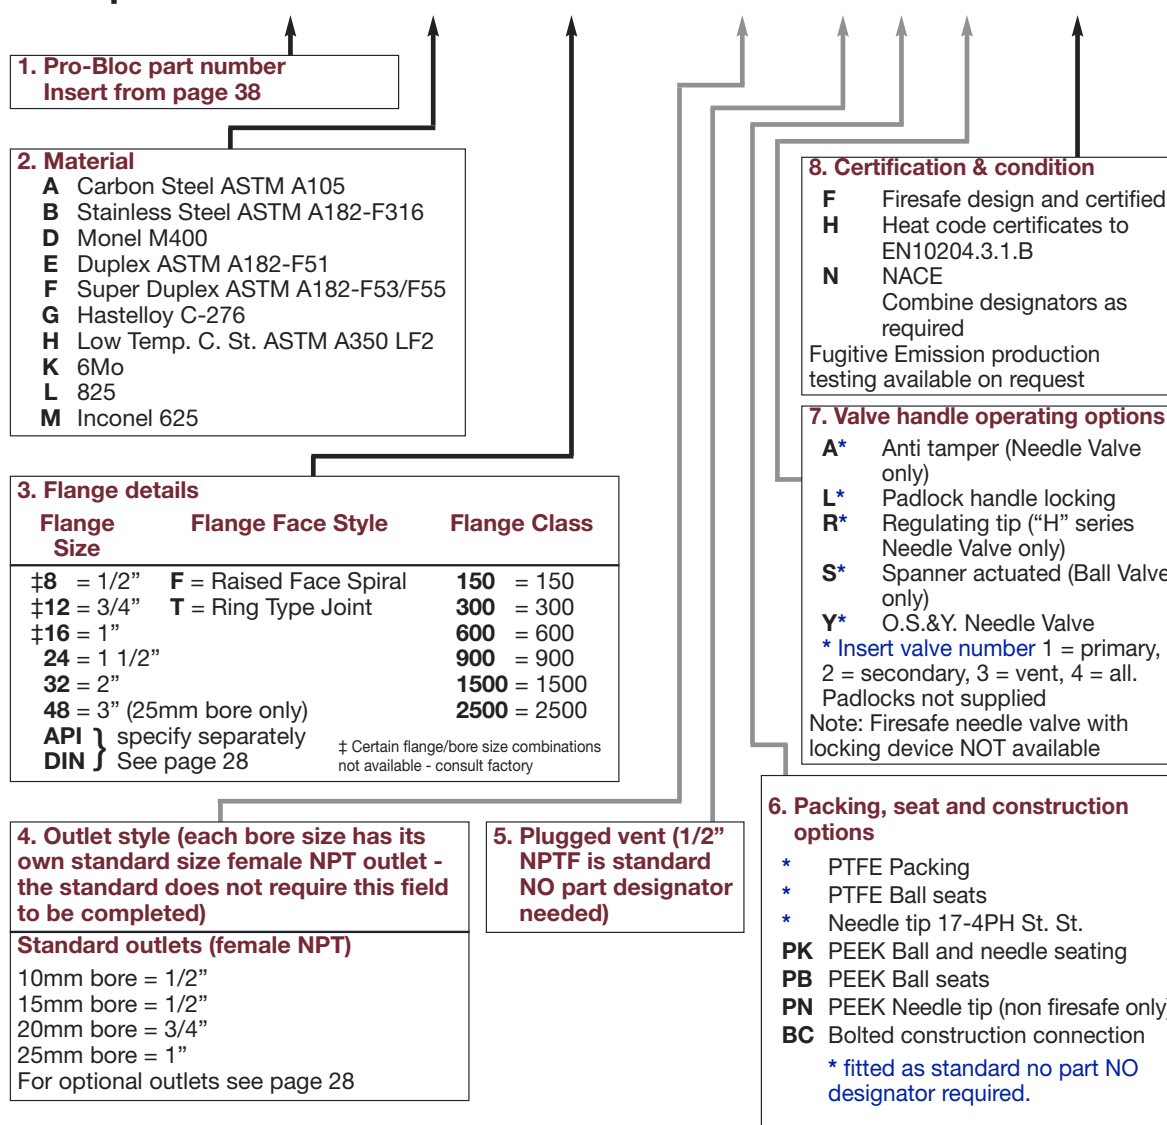 1. Pro-Bloc part number
Insert from page 38
2. Material
A Carbon Steel ASTM A105
B Stainless Steel ASTM A182-F316
D Monel M400
E Duplex ASTM A182-F51
F Super Duplex ASTM A182-F53/F55
G Hastelloy C-276
H Low Temp. C. St. ASTM A350 LF2
K 6Mo
L 825
M Inconel 625
3. Flange details
Flange Size Flange Face Style Flange Class
‡8 = 1/2” F = Raised Face Spiral 150 = 150
‡12 = 3/4” T = Ring Type Joint 300 = 300
‡16 = 1” 600 = 600
24 = 1 1/2” 900 = 900
32 = 2” 1500 = 1500
48 = 3” (25mm bore only) 2500 = 2500
API } specify separately
DIN } See page 28
‡ Certain flange/bore size combinations
not available - consult factory
4. Outlet style (each bore size has its
own standard size female NPT outlet -
the standard does not require this field
to be completed)
Standard outlets (female NPT)
10mm bore = 1/2”
15mm bore = 1/2”
20mm bore = 3/4”
25mm bore = 1”
For optional outlets see page 28
5. Plugged vent (1/2”
NPTF is standard
NO part designator
needed)
8. Certification & condition
F Firesafe design and certified
H Heat code certificates to
EN10204.3.1.B
N NACE
Combine designators as
required
Fugitive Emission production
testing available on request
7. Valve handle operating options
A* Anti tamper (Needle Valve
only)
L* Padlock handle locking
R* Regulating tip (“H” series
Needle Valve only)
S* Spanner actuated (Ball Valve
only)
Y* O.S.&Y. Needle Valve
* Insert valve number 1 = primary,
2 = secondary, 3 = vent, 4 = all.
Padlocks not supplied
Note: Firesafe needle valve with
locking device NOT available
6. Packing, seat and construction
options
* PTFE Packing
* PTFE Ball seats
* Needle tip 17-4PH St. St.
PK PEEK Ball and needle seating
PB PEEK Ball seats
PN PEEK Needle tip (non firesafe only)
BC Bolted construction connection
* fitted as standard no part NO
designator required.